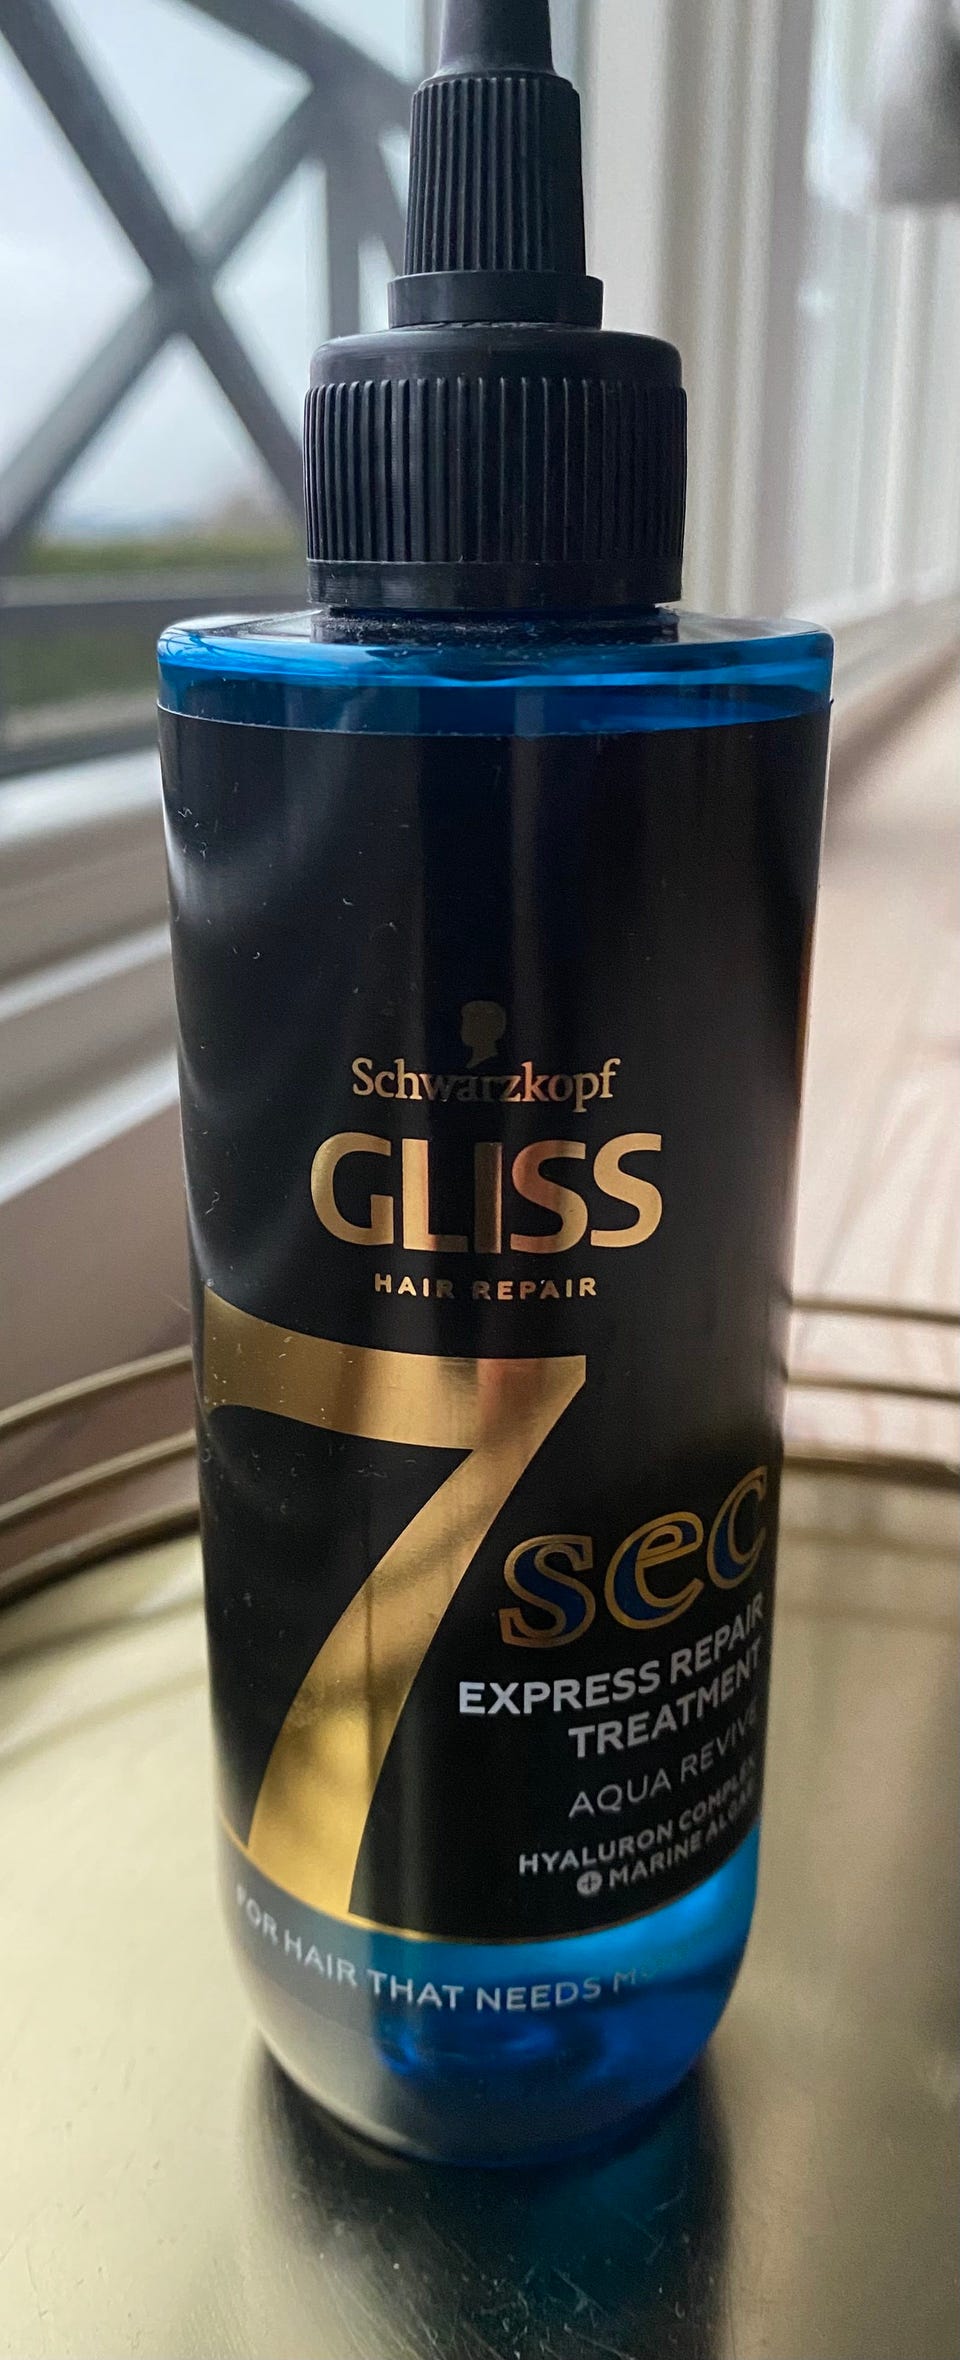 Schwarzkopf
GLISS
HAIR REPAIR
7
sec
EXPRESS REPAIR
TREATMENT
AQUA REVIVE
HYALURON COMPLEX
+ MARINE ALGAE
FOR HAIR THAT NEEDS